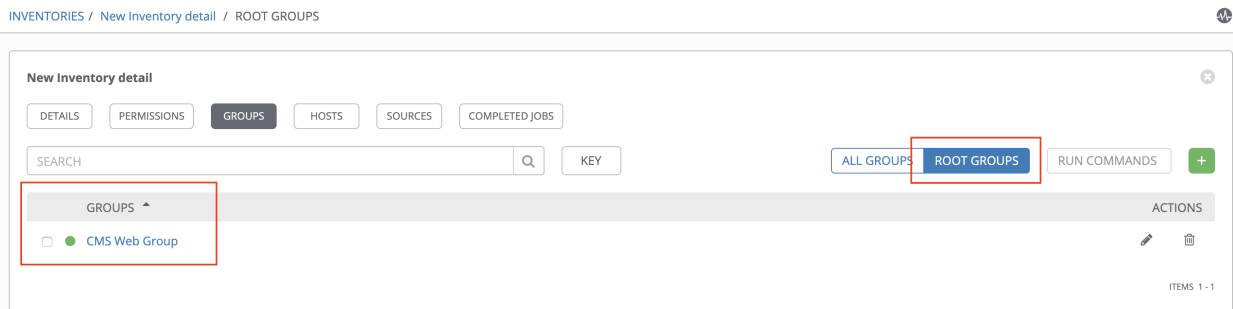 INVENTORIES / New Inventory detail / ROOT GROUPS
New Inventory detail
DETAILS PERMISSIONS GROUPS HOSTS SOURCES COMPLETED JOBS
SEARCH KEY ALL GROUPS ROOT GROUPS RUN COMMANDS +
GROUPS ACTIONS
CMS Web Group
ITEMS 1 - 1